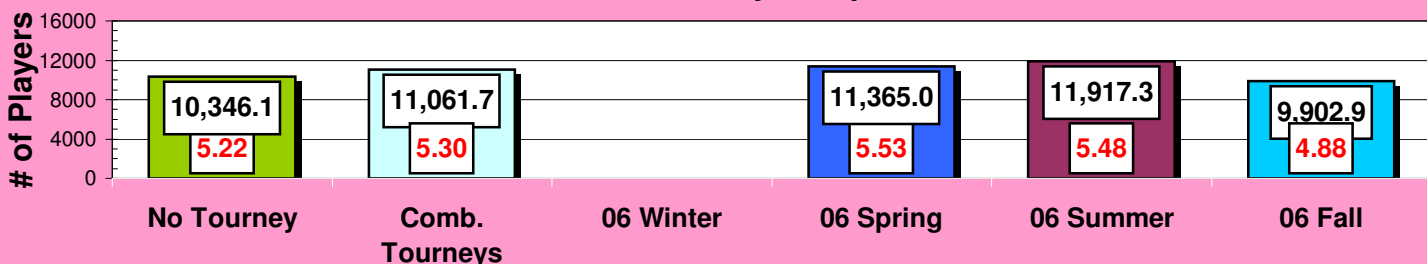 # of Players
16000
12000
8000
4000
0
10,346.1
5.22
11,061.7
5.30
11,365.0
5.53
11,917.3
5.48
9,902.9
4.88
No Tourney
Comb.
Tourneys
06 Winter
06 Spring
06 Summer
06 Fall